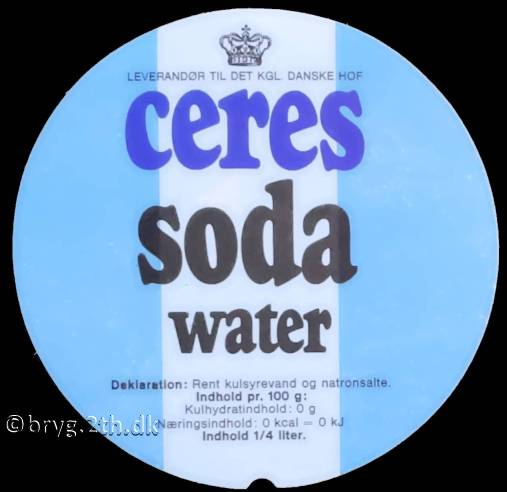 LEVERANDØR TIL DET KGL. DANSKE HOF
ceres
soda
water
Deklaration: Rent kulsyrevand og natronsalte.
Indhold pr. 100 g:
Kulhydratindhold: 0 g
Næringsindhold: 0 kcal = 0 kJ
Indhold 1/4 liter.
©bryg.2th.dk